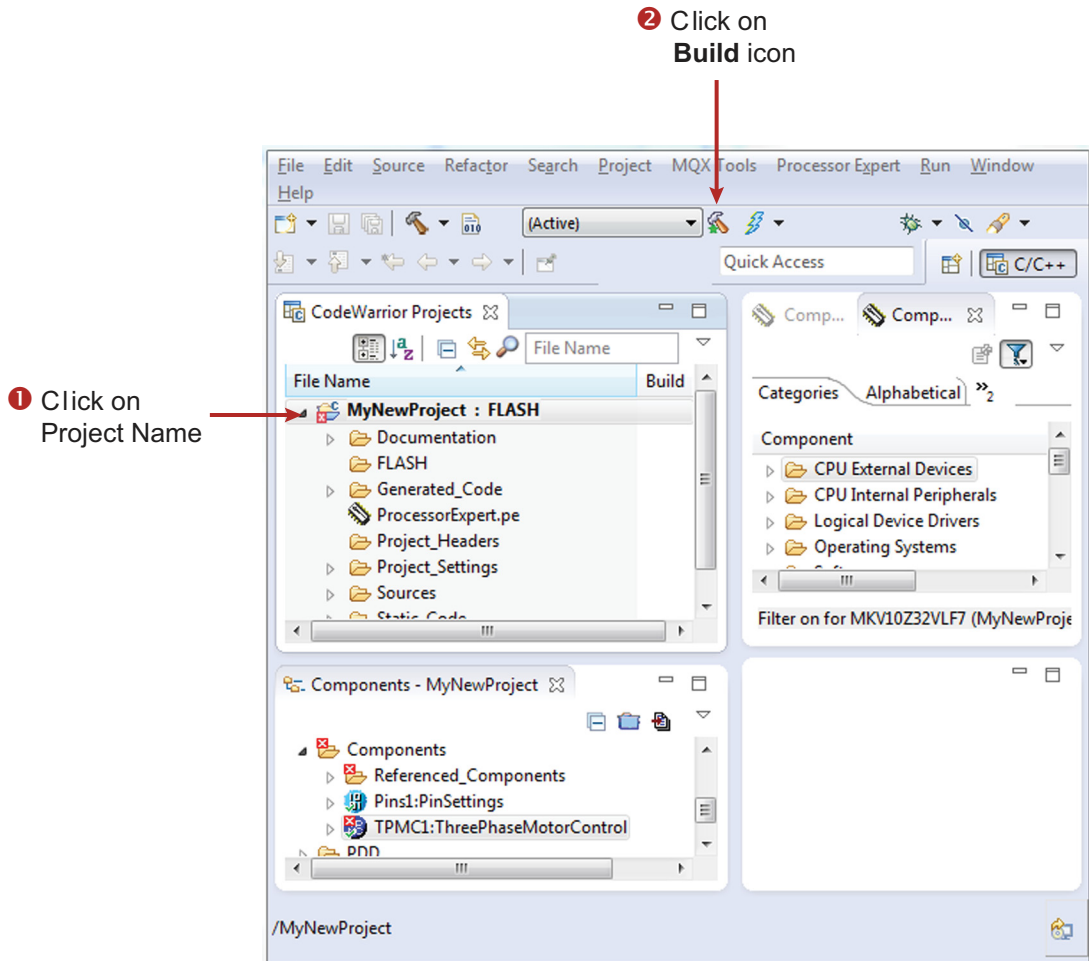 ❷ Click on
Build icon
File Edit Source Refactor Search Project MQX Tools Processor Expert Run Window
Help
010 (Active)
Quick Access C/C++
CodeWarrior Projects
File Name
File Name Build
❶ Click on
Project Name
MyNewProject : FLASH
Documentation
FLASH
Generated_Code
ProcessorExpert.pe
Project_Headers
Project_Settings
Sources
Static_Code
Comp... Comp...
Categories Alphabetical »2
Component
CPU External Devices
CPU Internal Peripherals
Logical Device Drivers
Operating Systems
Filter on for MKV10Z32VLF7 (MyNewProje
Components - MyNewProject
Components
Referenced_Components
Pins1:PinSettings
TPMC1:ThreePhaseMotorControl
PDD
/MyNewProject